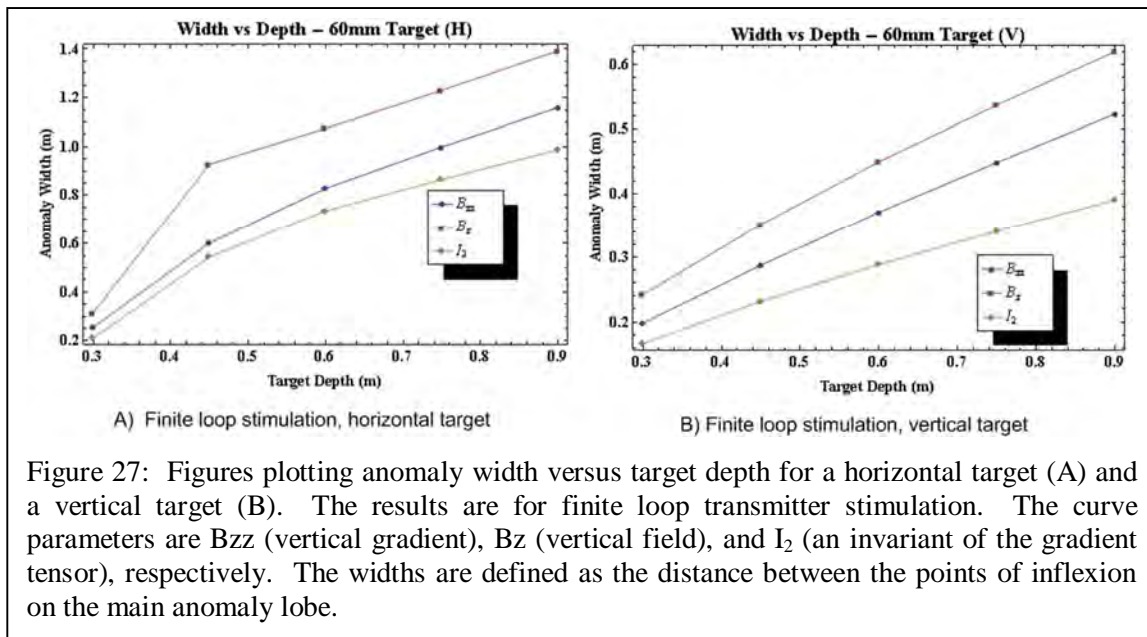 Width vs Depth – 60mm Target (H)
1.4
1.2
1.0
0.8
0.6
0.4
0.2
Anomaly Width (m)
Bzz
Bz
I2
0.3 0.4 0.5 0.6 0.7 0.8 0.9
Target Depth (m)
A) Finite loop stimulation, horizontal target
Width vs Depth – 60mm Target (V)
0.6
0.5
0.4
0.3
0.2
Anomaly Width (m)
Bzz
Bz
I2
0.3 0.4 0.5 0.6 0.7 0.8 0.9
Target Depth (m)
B) Finite loop stimulation, vertical target
Figure 27: Figures plotting anomaly width versus target depth for a horizontal target (A) and
a vertical target (B). The results are for finite loop transmitter stimulation. The curve
parameters are Bzz (vertical gradient), Bz (vertical field), and I2 (an invariant of the gradient
tensor), respectively. The widths are defined as the distance between the points of inflexion
on the main anomaly lobe.